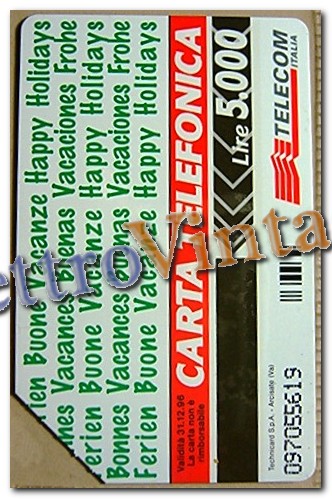 erien Buone Vacanze Happy Holidays
Bonnes Vacances Buenas Vacaciones Frohe
Ferien Buone Vacanze Happy Holidays
Bonnes Vacances Buenas Vacaciones Frohe
Ferien Buone Vacanze Happy Holidays
CARTA TELEFONICA
Validità 31.12.96
La carta non è
rimborsabile
Lire 5.000
TELECOM
ITALIA
Technicard S.p.A. - Arcisate (Va)
097055619
ettroVinta